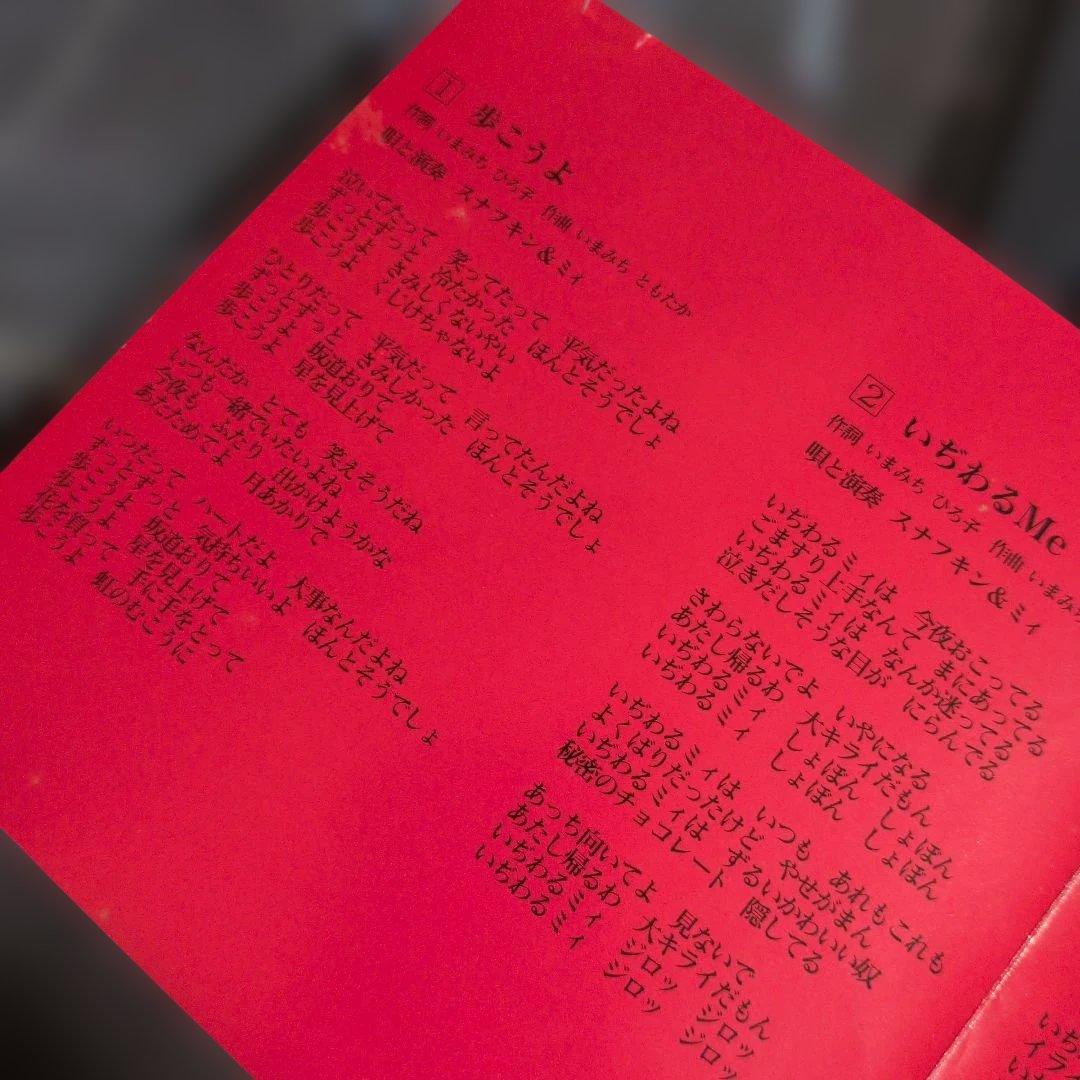 1 歩こうよ
作詞 いまみち ひろ子 作曲 いまみち ともたか
唄と演奏 スナフキン&ミィ
泣いてたって 笑ってたって 平気だったよね
ずっとずっと 冷たかった ほんとそうでしょ
歩こうよ さみしくないやい
歩こうよ くじけちゃないよ
ひとりだって 平気だって 言ってたんだよね
ずっとずっと さみしかった ほんとそうでしょ
歩こうよ 坂道おりて
歩こうよ 星を見上げて
なんだか とても 笑えそうだね
いつも一緒でいたいよね
今夜も ふたり 出かけようかな
あたためてよ 月あかりで
いつだって ハートだよ 大事なんだよね
ずっとずっと 気持ちいいよ ほんとそうでしょ
歩こうよ 坂道おりて
歩こうよ 星を見上げて
花を飼って 手に手をとって
歩こうよ 虹のむこうに
2 いぢわるMe
作詞 いまみち ひろ子 作曲 いまみち
唄と演奏 スナフキン&ミィ
いぢわる ミィは 今夜おこってる
ごますり上手なんて まにあってる
いぢわるミィは なんか迷ってる
泣きだしそうな目が にらんでる
さわらないでよ いやになる
あたし帰るわ 大キライだもん
いぢわるミィ しょぼん しょぼん
いぢわるミィ しょぼん しょぼん
いぢわる ミィは いつも あれもこれも
よくばりだったけど やせがまん
いぢわるミィは ずるいかわいい奴
秘密のチョコレート 隠してる
あっち向いてよ 見ないで
あたし帰るわ 大キライだもん
いぢわるミィ ジロッ ジロッ
いぢわるミィ ジロッ ジロッ
いぢ
イラ
い